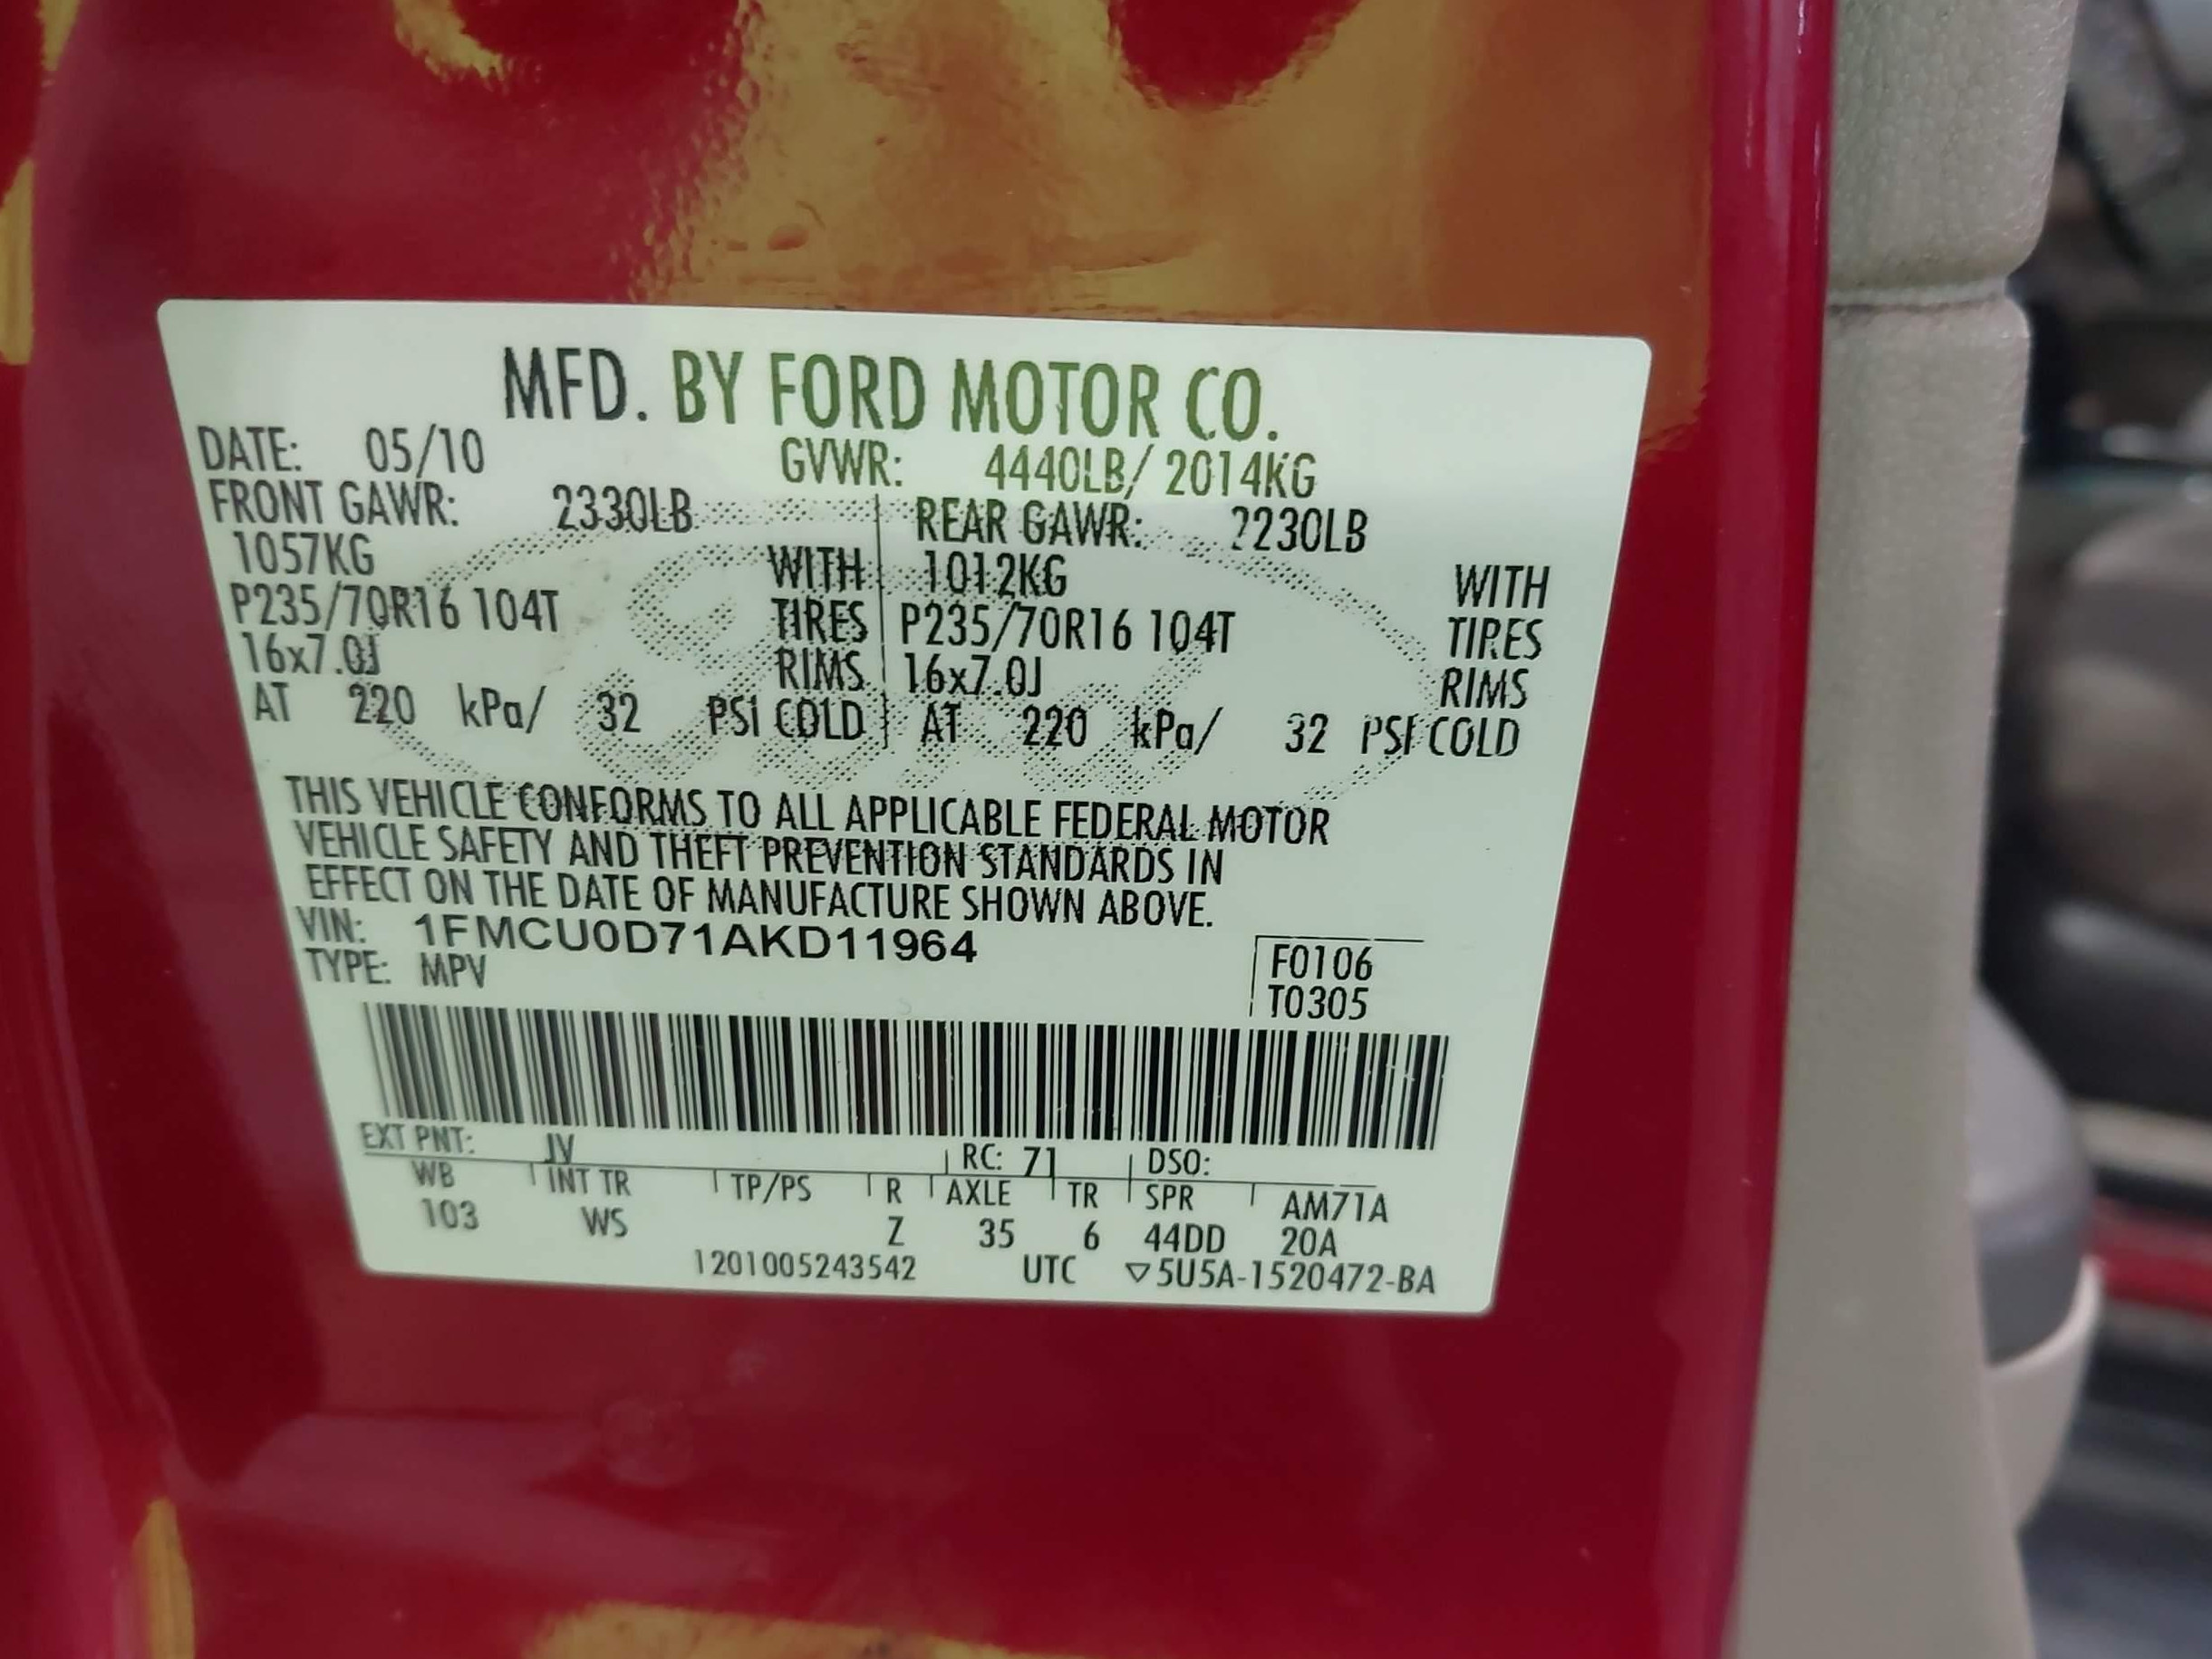 MFD. BY FORD MOTOR CO.
DATE: 05/10 GVWR: 4440LB/ 2014KG
FRONT GAWR: 2330LB REAR GAWR: 2230LB
1057KG WITH 1012KG WITH
P235/70R16 104T TIRES P235/70R16 104T TIRES
16x7.0J RIMS 16x7.0J RIMS
AT 220 kPa/ 32 PSI COLD AT 220 kPa/ 32 PSI COLD
THIS VEHICLE CONFORMS TO ALL APPLICABLE FEDERAL MOTOR
VEHICLE SAFETY AND THEFT PREVENTION STANDARDS IN
EFFECT ON THE DATE OF MANUFACTURE SHOWN ABOVE.
VIN: 1FMCU0D71AKD11964 F0106
TYPE: MPV T0305
EXT PNT: JV RC: 71 DSO:
WB INT TR TP/PS R AXLE TR SPR AM71A
103 WS Z 35 6 44DD 20A
1201005243542 UTC ▽5U5A-1520472-BA